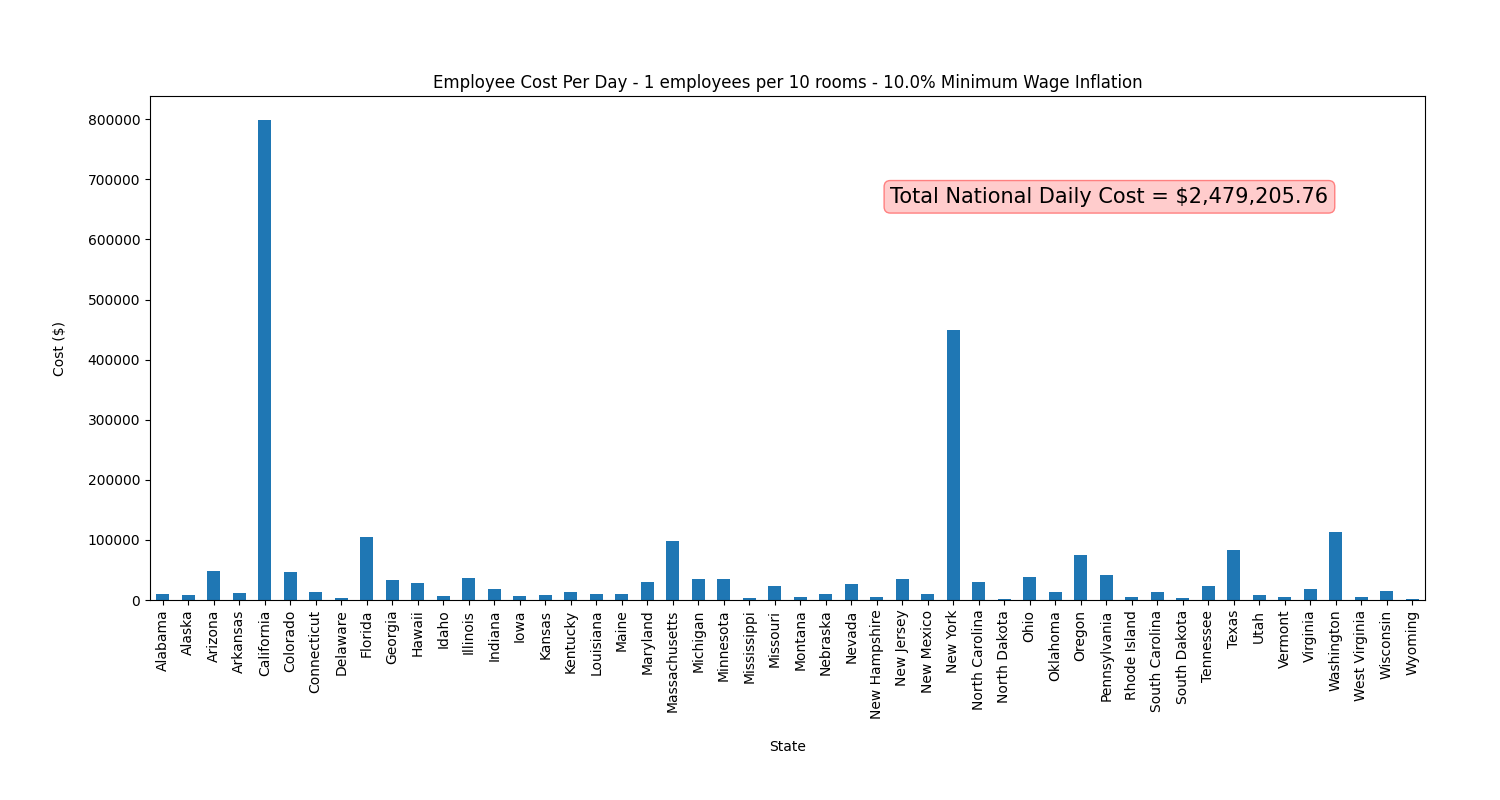 Employee Cost Per Day - 1 employees per 10 rooms - 10.0% Minimum Wage Inflation
800000
700000
600000
500000
400000
300000
200000
100000
0
Cost ($)
Total National Daily Cost = $2,479,205.76
Alabama
Alaska
Arizona
Arkansas
California
Colorado
Connecticut
Delaware
Florida
Georgia
Hawaii
Idaho
Illinois
Indiana
Iowa
Kansas
Kentucky
Louisiana
Maine
Maryland
Massachusetts
Michigan
Minnesota
Mississippi
Missouri
Montana
Nebraska
Nevada
New Hampshire
New Jersey
New Mexico
New York
North Carolina
North Dakota
Ohio
Oklahoma
Oregon
Pennsylvania
Rhode Island
South Carolina
South Dakota
Tennessee
Texas
Utah
Vermont
Virginia
Washington
West Virginia
Wisconsin
Wyoming
State